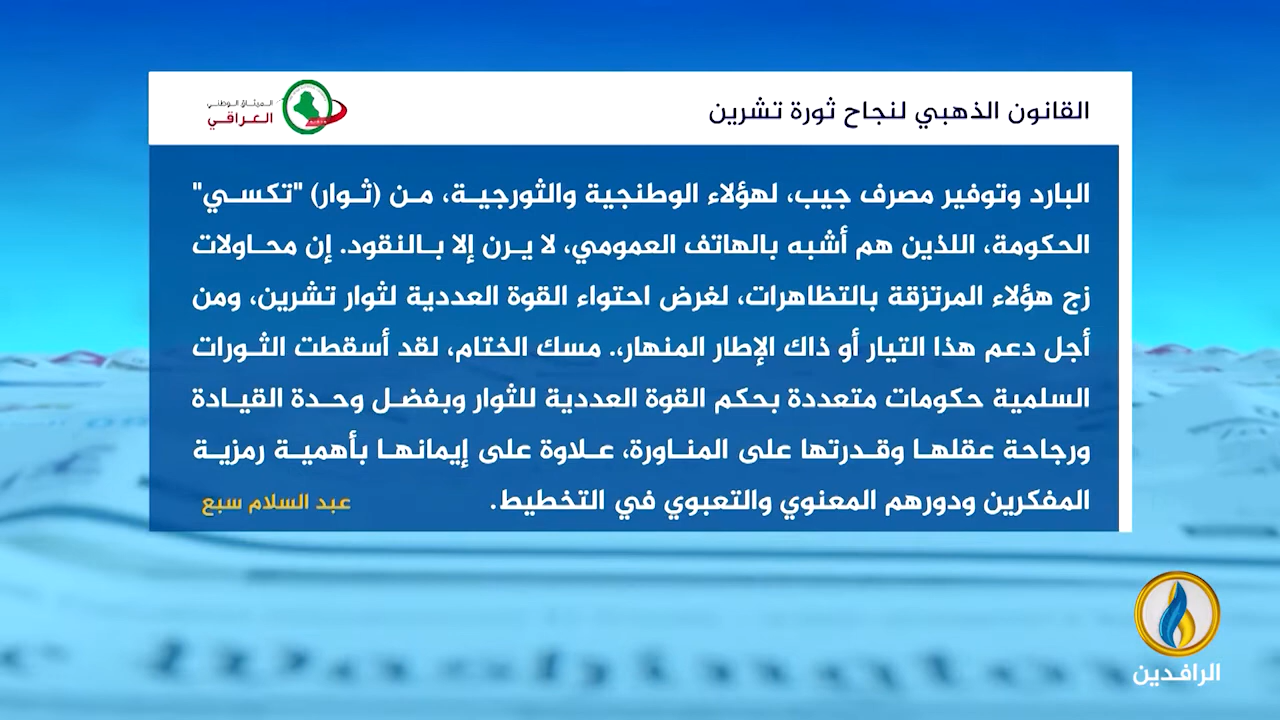 القانون الذهبي لنجاح ثورة تشرين
الميثاق الوطني
العراقي
البارد وتوفير مصرف جيب، لهؤلاء الوطنجية والثورجية، من (ثوار) "تكسي"
الحكومة، اللذين هم أشبه بالهاتف العمومي، لا يرن إلا بالنقود. إن محاولات
زج هؤلاء المرتزقة بالتظاهرات، لغرض احتواء القوة العددية لثوار تشرين، ومن
أجل دعم هذا التيار أو ذاك الإطار المنهار،. مسك الختام، لقد أسقطت الثورات
السلمية حكومات متعددة بحكم القوة العددية للثوار وبفضل وحدة القيادة
ورجاحة عقلها وقدرتها على المناورة، علاوة على إيمانها بأهمية رمزية
المفكرين ودورهم المعنوي والتعبوي في التخطيط.
عبد السلام سبع
الرافدين